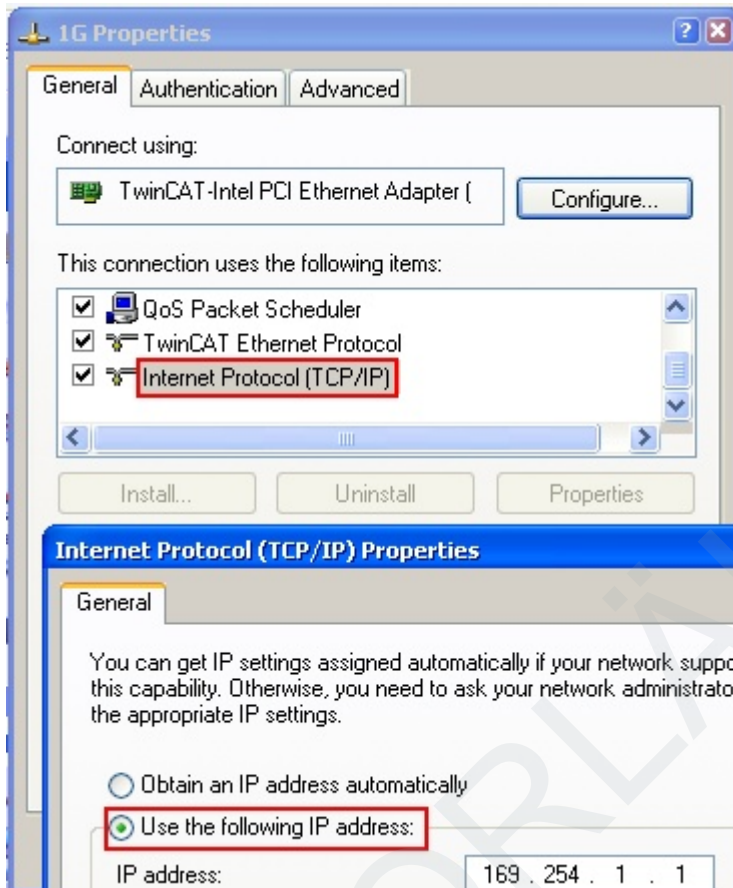 1G Properties
General Authentication Advanced
Connect using:
TwinCAT-Intel PCI Ethernet Adapter (
Configure...
This connection uses the following items:
QoS Packet Scheduler
TwinCAT Ethernet Protocol
Internet Protocol (TCP/IP)
Install... Uninstall Properties
Internet Protocol (TCP/IP) Properties
General
You can get IP settings assigned automatically if your network suppo
this capability. Otherwise, you need to ask your network administrato
the appropriate IP settings.
Obtain an IP address automatically
Use the following IP address:
IP address: 169 . 254 . 1 . 1